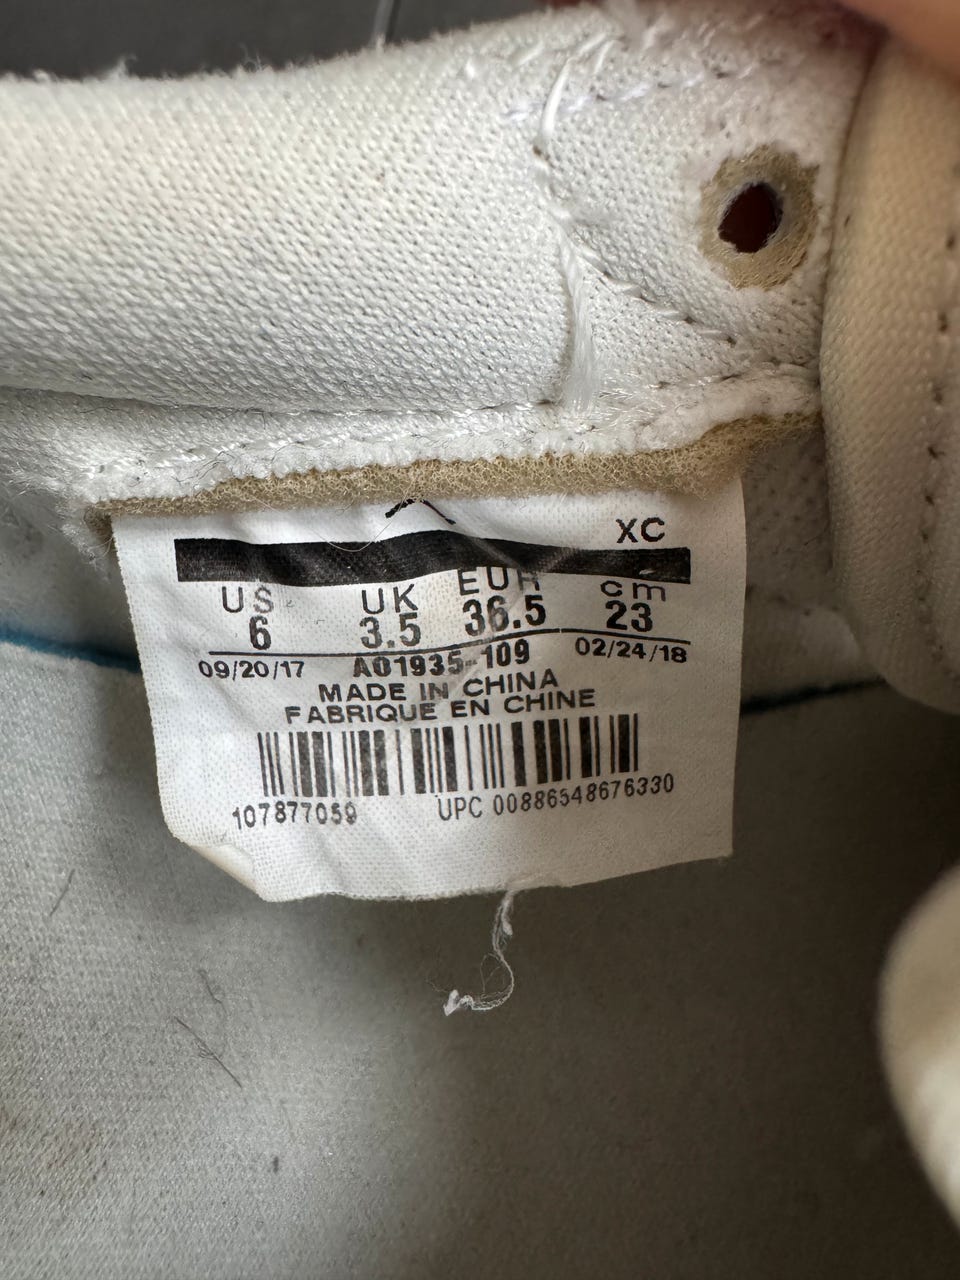 XC
US UK EUR cm
6 3.5 36.5 23
09/20/17 AO1935-109 02/24/18
MADE IN CHINA
FABRIQUE EN CHINE
107877059 UPC 00886548676330